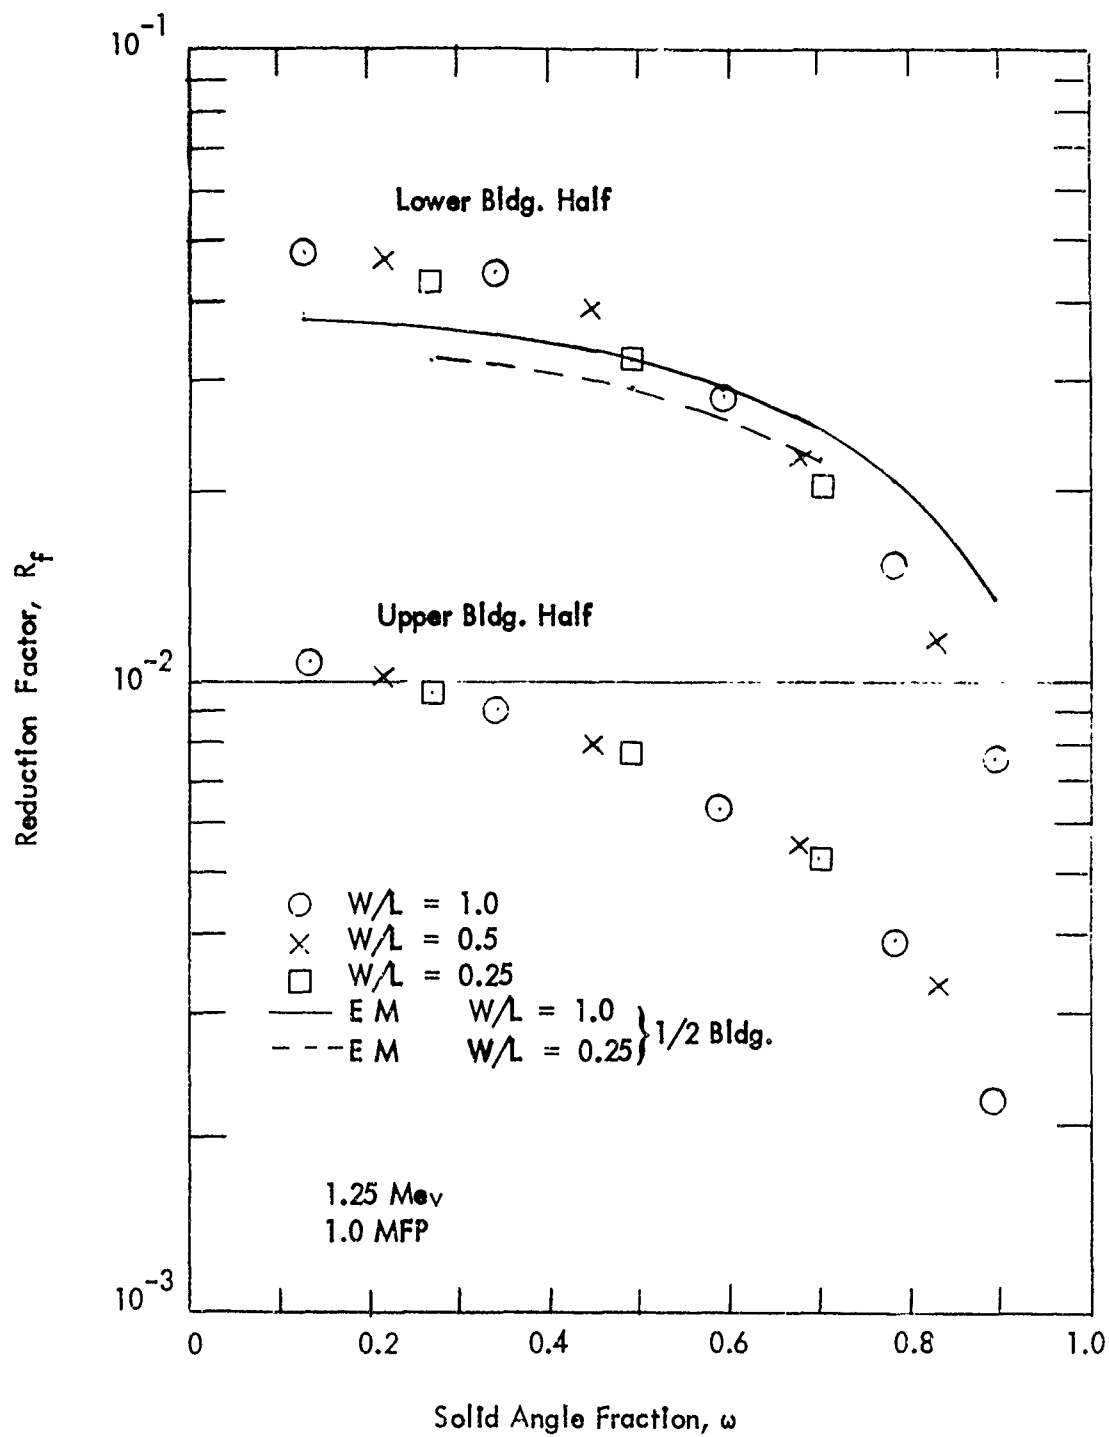 10-1
Lower Bldg. Half
Reduction Factor, Rf
Upper Bldg. Half
10-2
W/L = 1.0
W/L = 0.5
W/L = 0.25
E M W/L = 1.0
E M W/L = 0.25
1/2 Bldg.
1.25 Mev
1.0 MFP
10-3
0 0.2 0.4 0.6 0.8 1.0
Solid Angle Fraction, ω